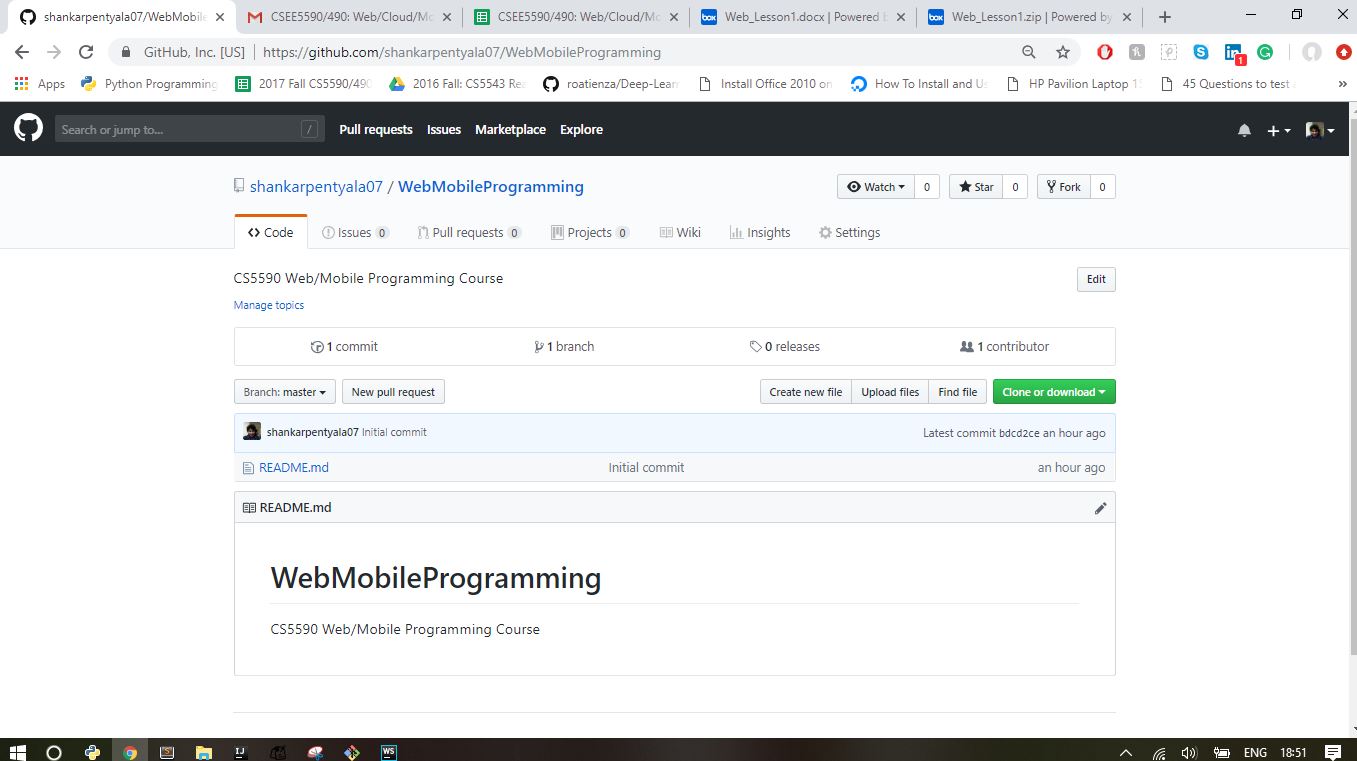 shankarpentyala07/WebMobile
CSEE5590/490: Web/Cloud/Mo
CSEE5590/490: Web/Cloud/Mo
Web_Lesson1.docx | Powered b
Web_Lesson1.zip | Powered by
GitHub, Inc. [US] | https://github.com/shankarpentyala07/WebMobileProgramming
1
Apps Python Programming 2017 Fall CS5590/490 2016 Fall: CS5543 Rea roatienza/Deep-Learn Install Office 2010 on How To Install and Us HP Pavilion Laptop 15 45 Questions to test a »
Search or jump to... / Pull requests Issues Marketplace Explore
shankarpentyala07 / WebMobileProgramming Watch 0 Star 0 Fork 0
Code Issues 0 Pull requests 0 Projects 0 Wiki Insights Settings
CS5590 Web/Mobile Programming Course Edit
Manage topics
1 commit 1 branch 0 releases 1 contributor
Branch: master New pull request Create new file Upload files Find file Clone or download
shankarpentyala07 Initial commit Latest commit bdcd2ce an hour ago
README.md Initial commit an hour ago
README.md
WebMobileProgramming
CS5590 Web/Mobile Programming Course
IJ WS ENG 18:51